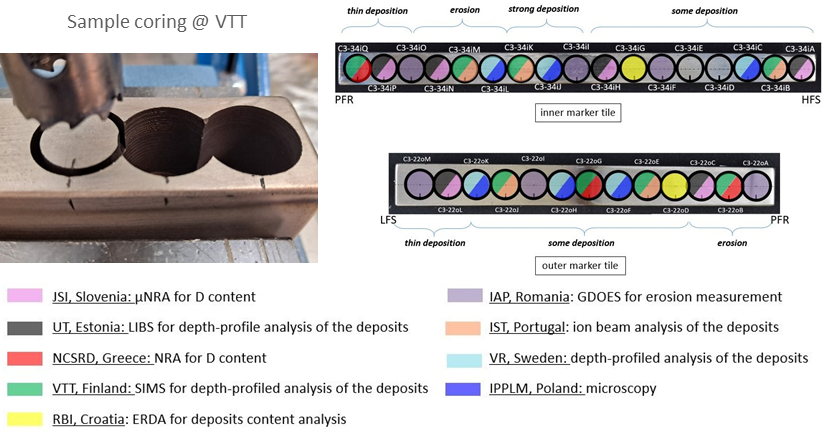 Sample coring @ VTT
thin deposition erosion strong deposition some deposition
C3-34iQ C3-34iO C3-34iM C3-34iK C3-34iI C3-34iG C3-34iE C3-34iC C3-34iA
C3-34iP C3-34iN C3-34iL C3-34iJ C3-34iH C3-34iF C3-34iD C3-34iB
PFR HFS
inner marker tile
C3-22oM C3-22oK C3-22oI C3-22oG C3-22oE C3-22oC C3-22oA
C3-22oL C3-22oJ C3-22oH C3-22oF C3-22oD C3-22oB
LFS PFR
thin deposition some deposition erosion
outer marker tile
JSI, Slovenia: µNRA for D content
UT, Estonia: LIBS for depth-profile analysis of the deposits
NCSRD, Greece: NRA for D content
VTT, Finland: SIMS for depth-profiled analysis of the deposits
RBI, Croatia: ERDA for deposits content analysis
IAP, Romania: GDOES for erosion measurement
IST, Portugal: ion beam analysis of the deposits
VR, Sweden: depth-profiled analysis of the deposits
IPPLM, Poland: microscopy